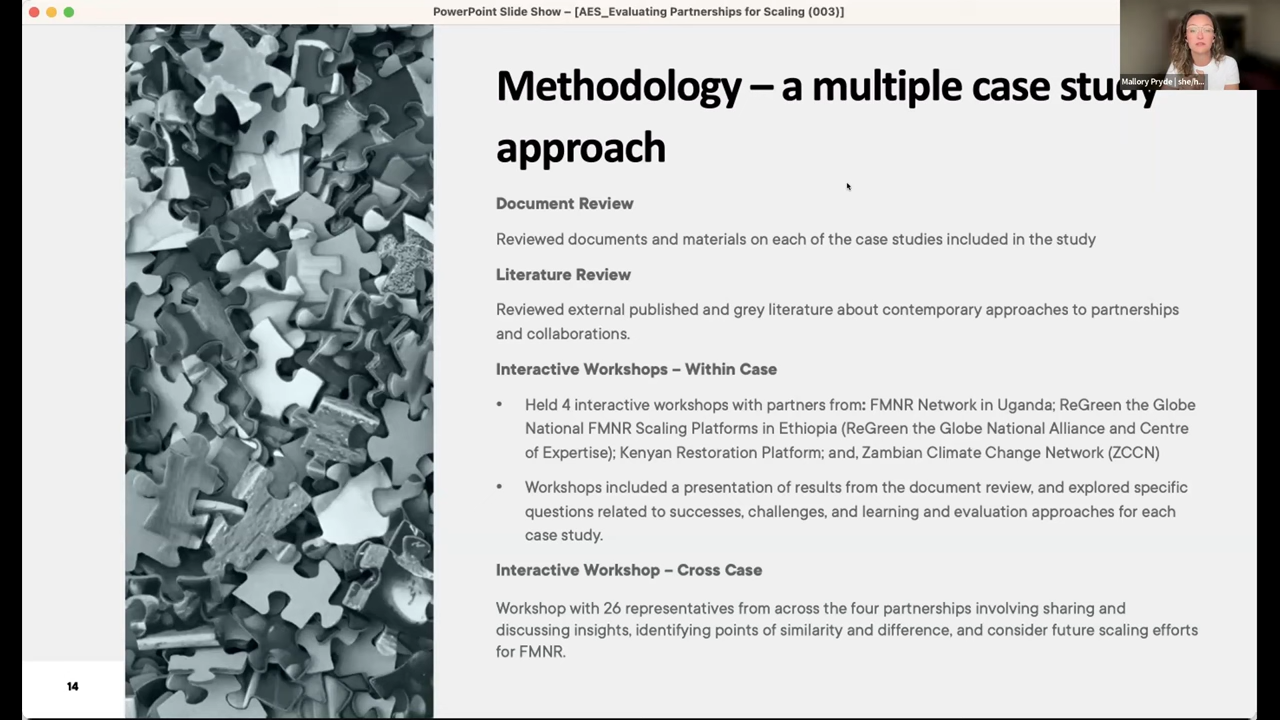 PowerPoint Slide Show – [AES_Evaluating Partnerships for Scaling (003)]
Mallory Pryde | she/h...
Methodology – a multiple case study
approach
Document Review
Reviewed documents and materials on each of the case studies included in the study
Literature Review
Reviewed external published and grey literature about contemporary approaches to partnerships
and collaborations.
Interactive Workshops – Within Case
• Held 4 interactive workshops with partners from: FMNR Network in Uganda; ReGreen the Globe
National FMNR Scaling Platforms in Ethiopia (ReGreen the Globe National Alliance and Centre
of Expertise); Kenyan Restoration Platform; and, Zambian Climate Change Network (ZCCN)
• Workshops included a presentation of results from the document review, and explored specific
questions related to successes, challenges, and learning and evaluation approaches for each
case study.
Interactive Workshop – Cross Case
Workshop with 26 representatives from across the four partnerships involving sharing and
discussing insights, identifying points of similarity and difference, and consider future scaling efforts
for FMNR.
14